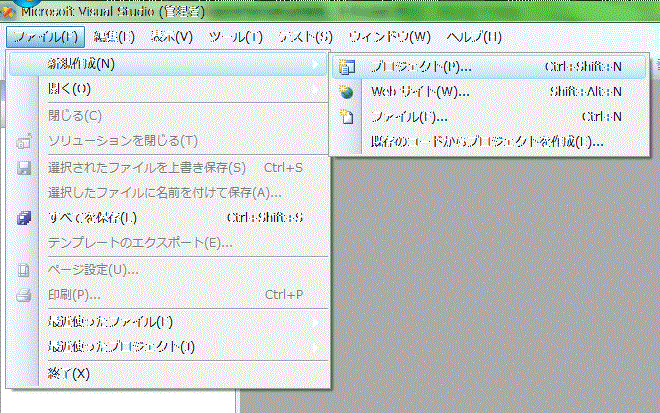 Microsoft Visual Studio (管理者)
ファイル(F) 編集(E) 表示(V) ツール(T) テスト(S) ウィンドウ(W) ヘルプ(H)
新規作成(N)
開く(O)
閉じる(C)
ソリューションを閉じる(T)
選択されたファイルを上書き保存(S) Ctrl+S
選択したファイルに名前を付けて保存(A)...
すべてを保存(L) Ctrl+Shift+S
テンプレートのエクスポート(E)...
ページ設定(U)...
印刷(P)... Ctrl+P
最近使ったファイル(F)
最近使ったプロジェクト(J)
終了(X)
プロジェクト(P)... Ctrl+Shift+N
Web サイト(W)... Shift+Alt+N
ファイル(F)... Ctrl+N
既存のコードからプロジェクトを作成(E)...